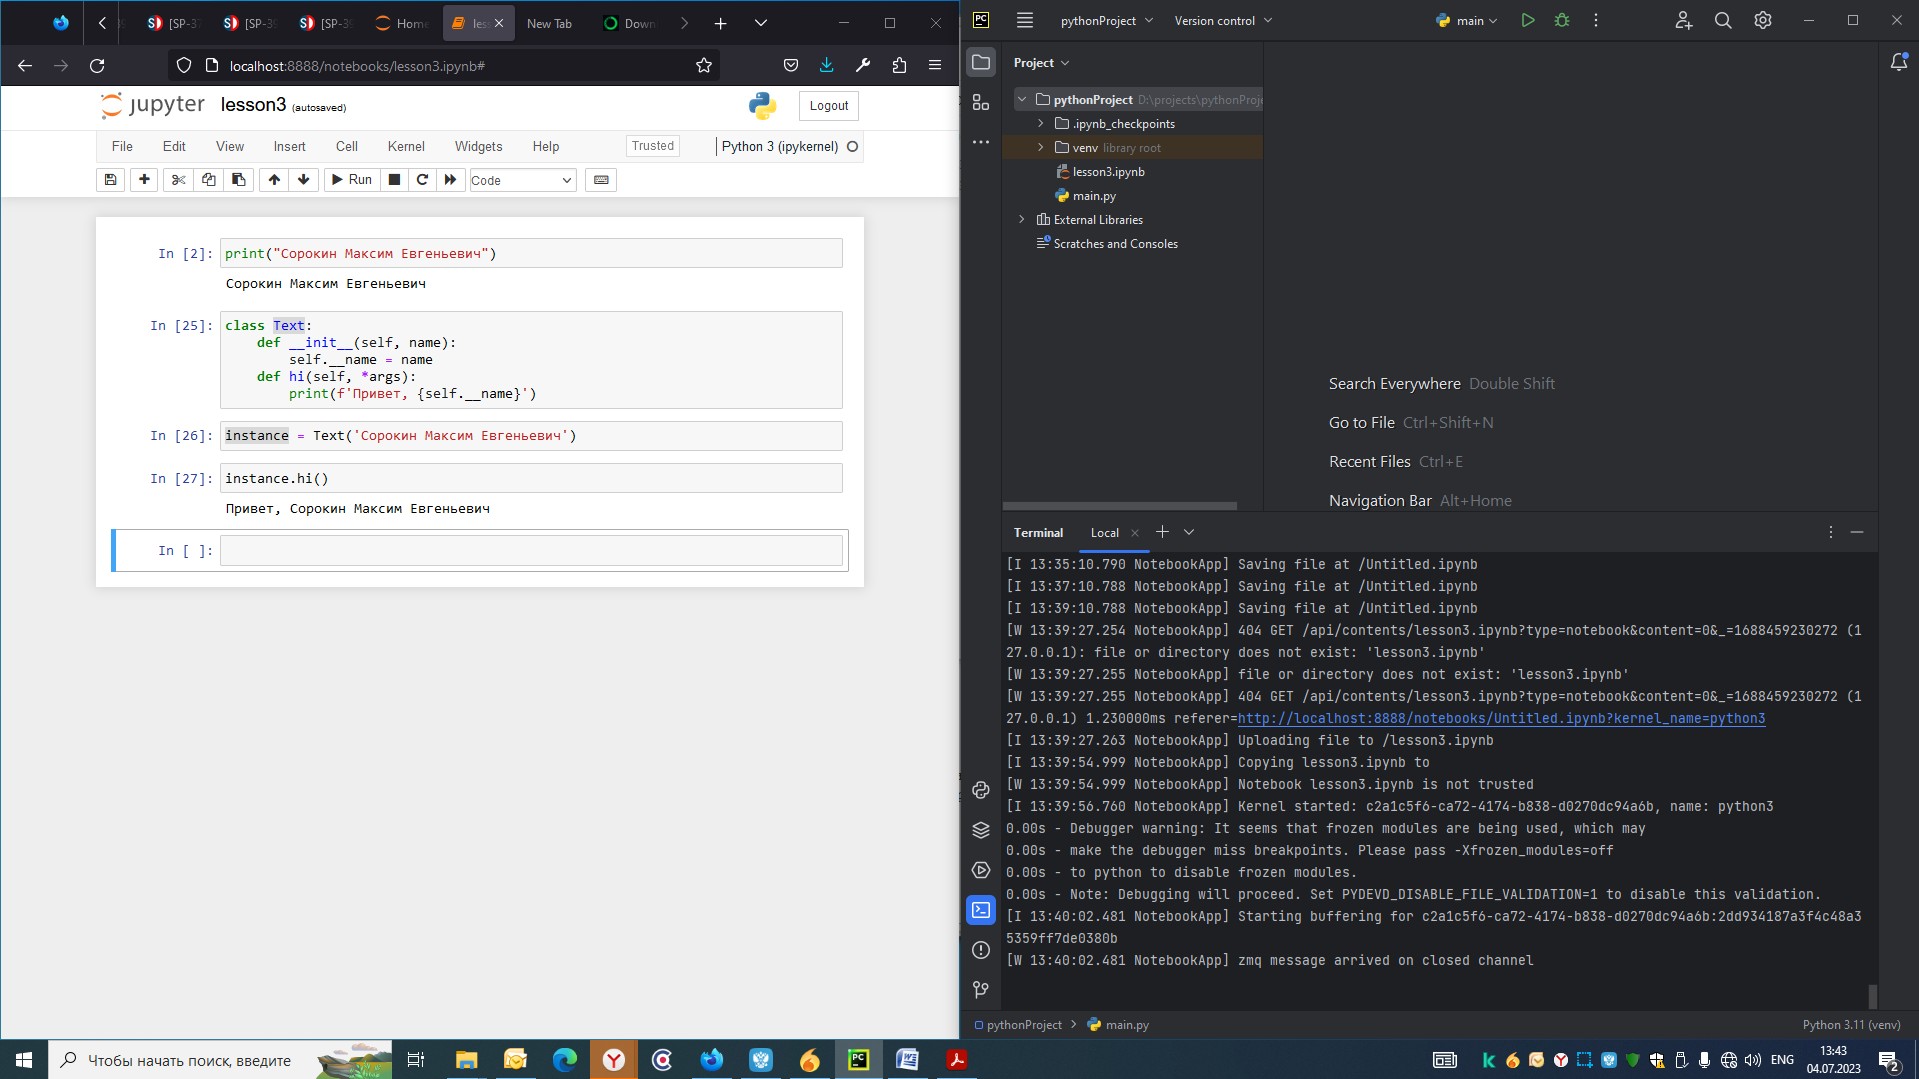 [SP-3
[SP-3
[SP-3
Home
les
New Tab
Down
localhost:8888/notebooks/lesson3.ipynb#
jupyter lesson3 (autosaved)
Logout
File Edit View Insert Cell Kernel Widgets Help
Trusted
Python 3 (ipykernel)
Run
Code
In [2]: print("Сорокин Максим Евгеньевич")
Сорокин Максим Евгеньевич
In [25]: class Text:
def __init__(self, name):
self.__name = name
def hi(self, *args):
print(f'Привет, {self.__name}')
In [26]: instance = Text('Сорокин Максим Евгеньевич')
In [27]: instance.hi()
Привет, Сорокин Максим Евгеньевич
In [ ]:
PC
pythonProject
Version control
main
Project
pythonProject D:\projects\pythonProj
.ipynb_checkpoints
venv library root
lesson3.ipynb
main.py
External Libraries
Scratches and Consoles
Search Everywhere Double Shift
Go to File Ctrl+Shift+N
Recent Files Ctrl+E
Navigation Bar Alt+Home
Terminal
Local
[I 13:35:10.790 NotebookApp] Saving file at /Untitled.ipynb
[I 13:37:10.788 NotebookApp] Saving file at /Untitled.ipynb
[I 13:39:10.788 NotebookApp] Saving file at /Untitled.ipynb
[W 13:39:27.254 NotebookApp] 404 GET /api/contents/lesson3.ipynb?type=notebook&content=0&_=1688459230272 (1
27.0.0.1): file or directory does not exist: 'lesson3.ipynb'
[W 13:39:27.255 NotebookApp] file or directory does not exist: 'lesson3.ipynb'
[W 13:39:27.255 NotebookApp] 404 GET /api/contents/lesson3.ipynb?type=notebook&content=0&_=1688459230272 (1
27.0.0.1) 1.230000ms referer=http://localhost:8888/notebooks/Untitled.ipynb?kernel_name=python3
[I 13:39:27.263 NotebookApp] Uploading file to /lesson3.ipynb
[I 13:39:54.999 NotebookApp] Copying lesson3.ipynb to
[W 13:39:54.999 NotebookApp] Notebook lesson3.ipynb is not trusted
[I 13:39:56.760 NotebookApp] Kernel started: c2a1c5f6-ca72-4174-b838-d0270dc94a6b, name: python3
0.00s - Debugger warning: It seems that frozen modules are being used, which may
0.00s - make the debugger miss breakpoints. Please pass -Xfrozen_modules=off
0.00s - to python to disable frozen modules.
0.00s - Note: Debugging will proceed. Set PYDEVD_DISABLE_FILE_VALIDATION=1 to disable this validation.
[I 13:40:02.481 NotebookApp] Starting buffering for c2a1c5f6-ca72-4174-b838-d0270dc94a6b:2dd934187a3f4c48a3
5359ff7de0380b
[W 13:40:02.481 NotebookApp] zmq message arrived on closed channel
pythonProject > main.py
Python 3.11 (venv)
Чтобы начать поиск, введите
PC
ENG
13:43
04.07.2023
2